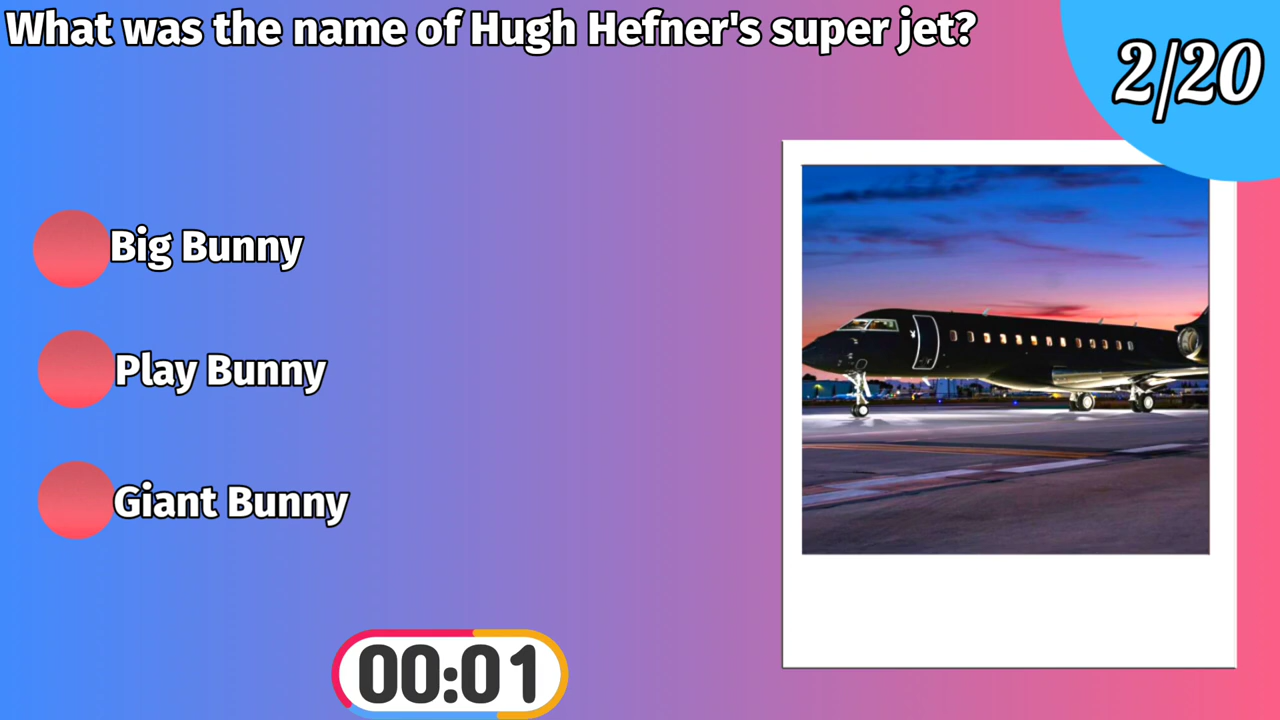 What was the name of Hugh Hefner's super jet?
2/20
Big Bunny
Play Bunny
Giant Bunny
00:01